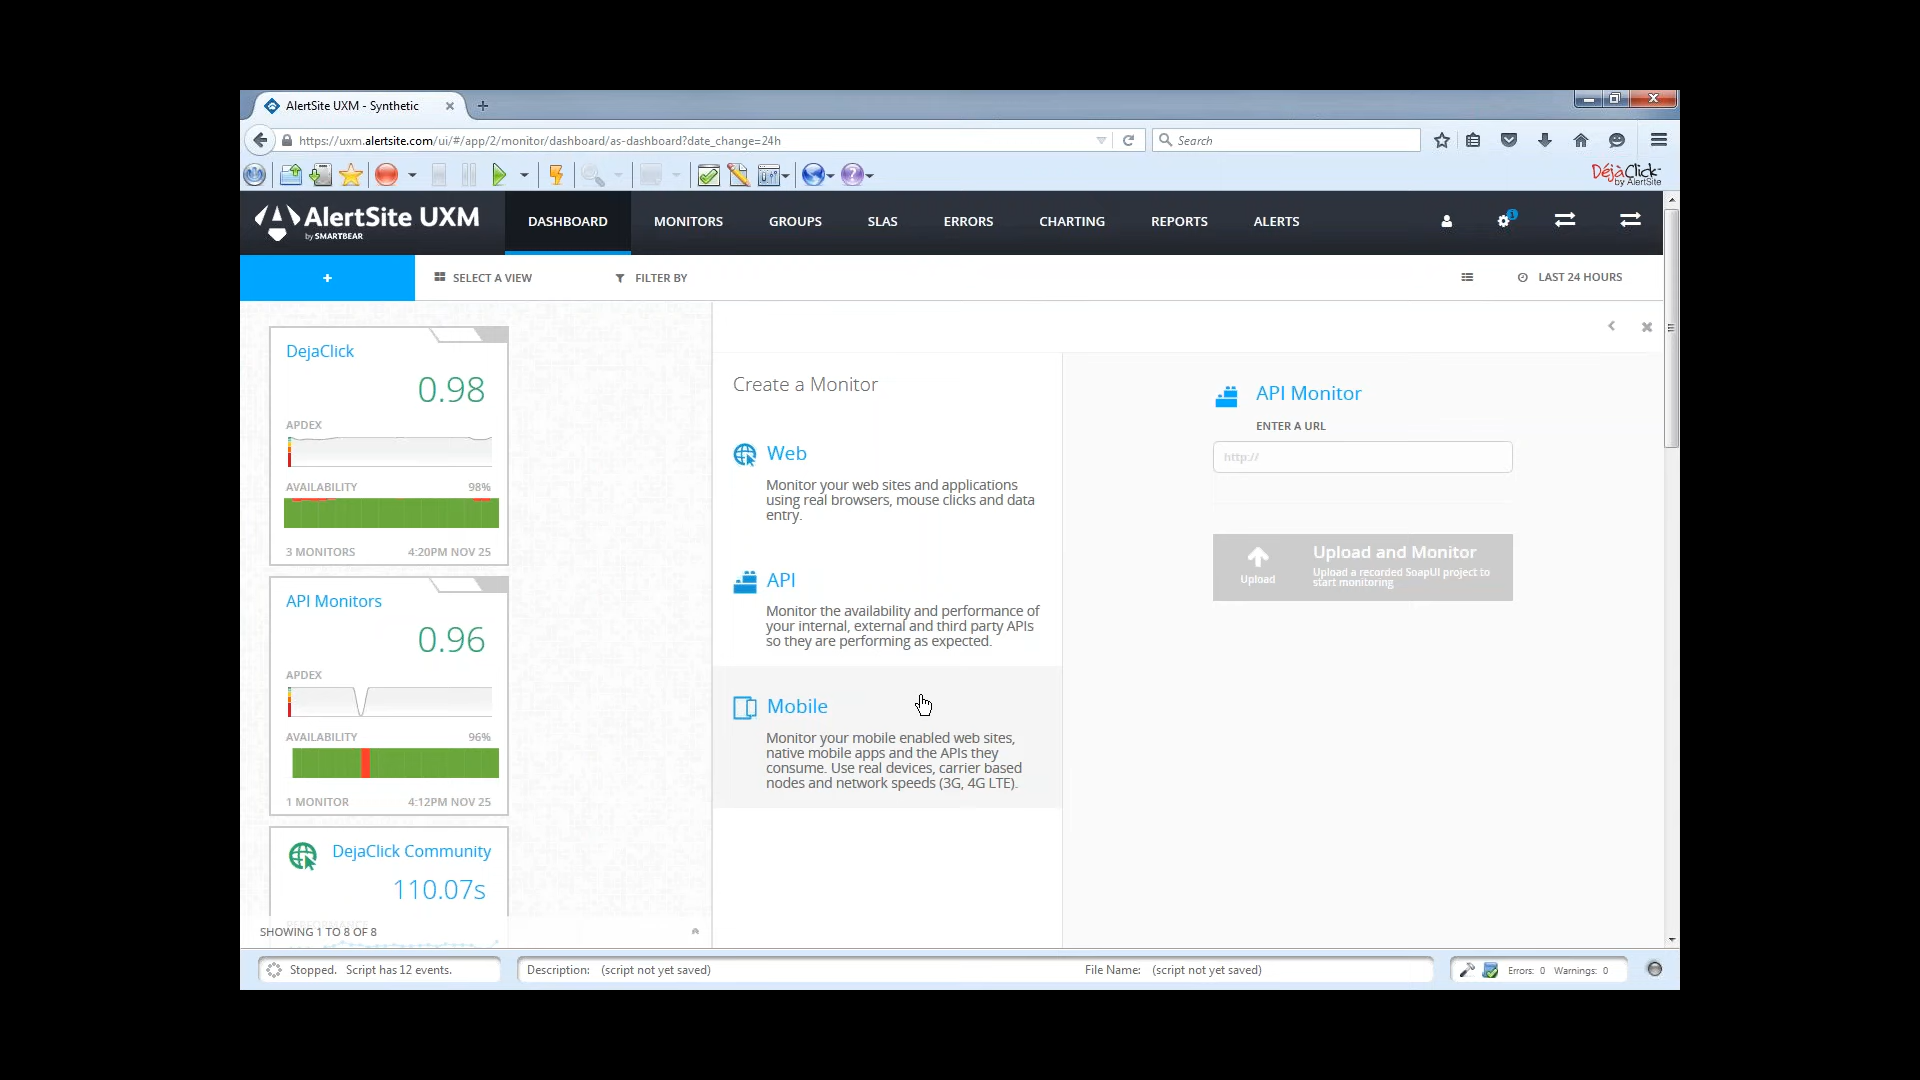 AlertSite UXM - Synthetic
https://uxm.alertsite.com/ui/#/app/2/monitor/dashboard/as-dashboard?date_change=24h
Search
DéjàClick
by AlertSite
AlertSite UXM
by SMARTBEAR
DASHBOARD
MONITORS
GROUPS
SLAS
ERRORS
CHARTING
REPORTS
ALERTS
1
+
SELECT A VIEW
FILTER BY
LAST 24 HOURS
DejaClick
0.98
APDEX
AVAILABILITY 98%
3 MONITORS 4:20PM NOV 25
API Monitors
0.96
APDEX
AVAILABILITY 96%
1 MONITOR 4:12PM NOV 25
DejaClick Community
110.07s
PERFORMANCE
SHOWING 1 TO 8 OF 8
Create a Monitor
Web
Monitor your web sites and applications
using real browsers, mouse clicks and data
entry.
API
Monitor the availability and performance of
your internal, external and third party APIs
so they are performing as expected.
Mobile
Monitor your mobile enabled web sites,
native mobile apps and the APIs they
consume. Use real devices, carrier based
nodes and network speeds (3G, 4G LTE).
API Monitor
ENTER A URL
http://
Upload
Upload and Monitor
Upload a recorded SoapUI project to
start monitoring
Stopped. Script has 12 events.
Description: (script not yet saved)
File Name: (script not yet saved)
Errors: 0 Warnings: 0